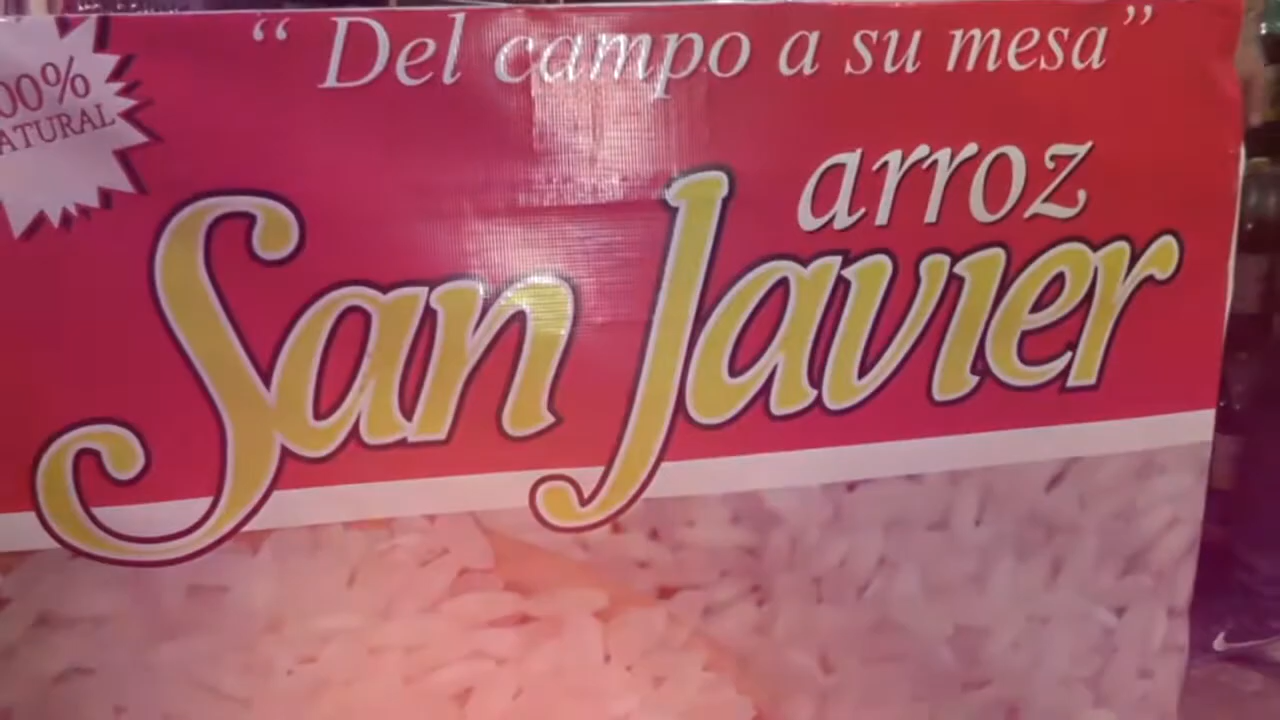 “ Del campo a su mesa”
00%
ATURAL
arroz
San Javier